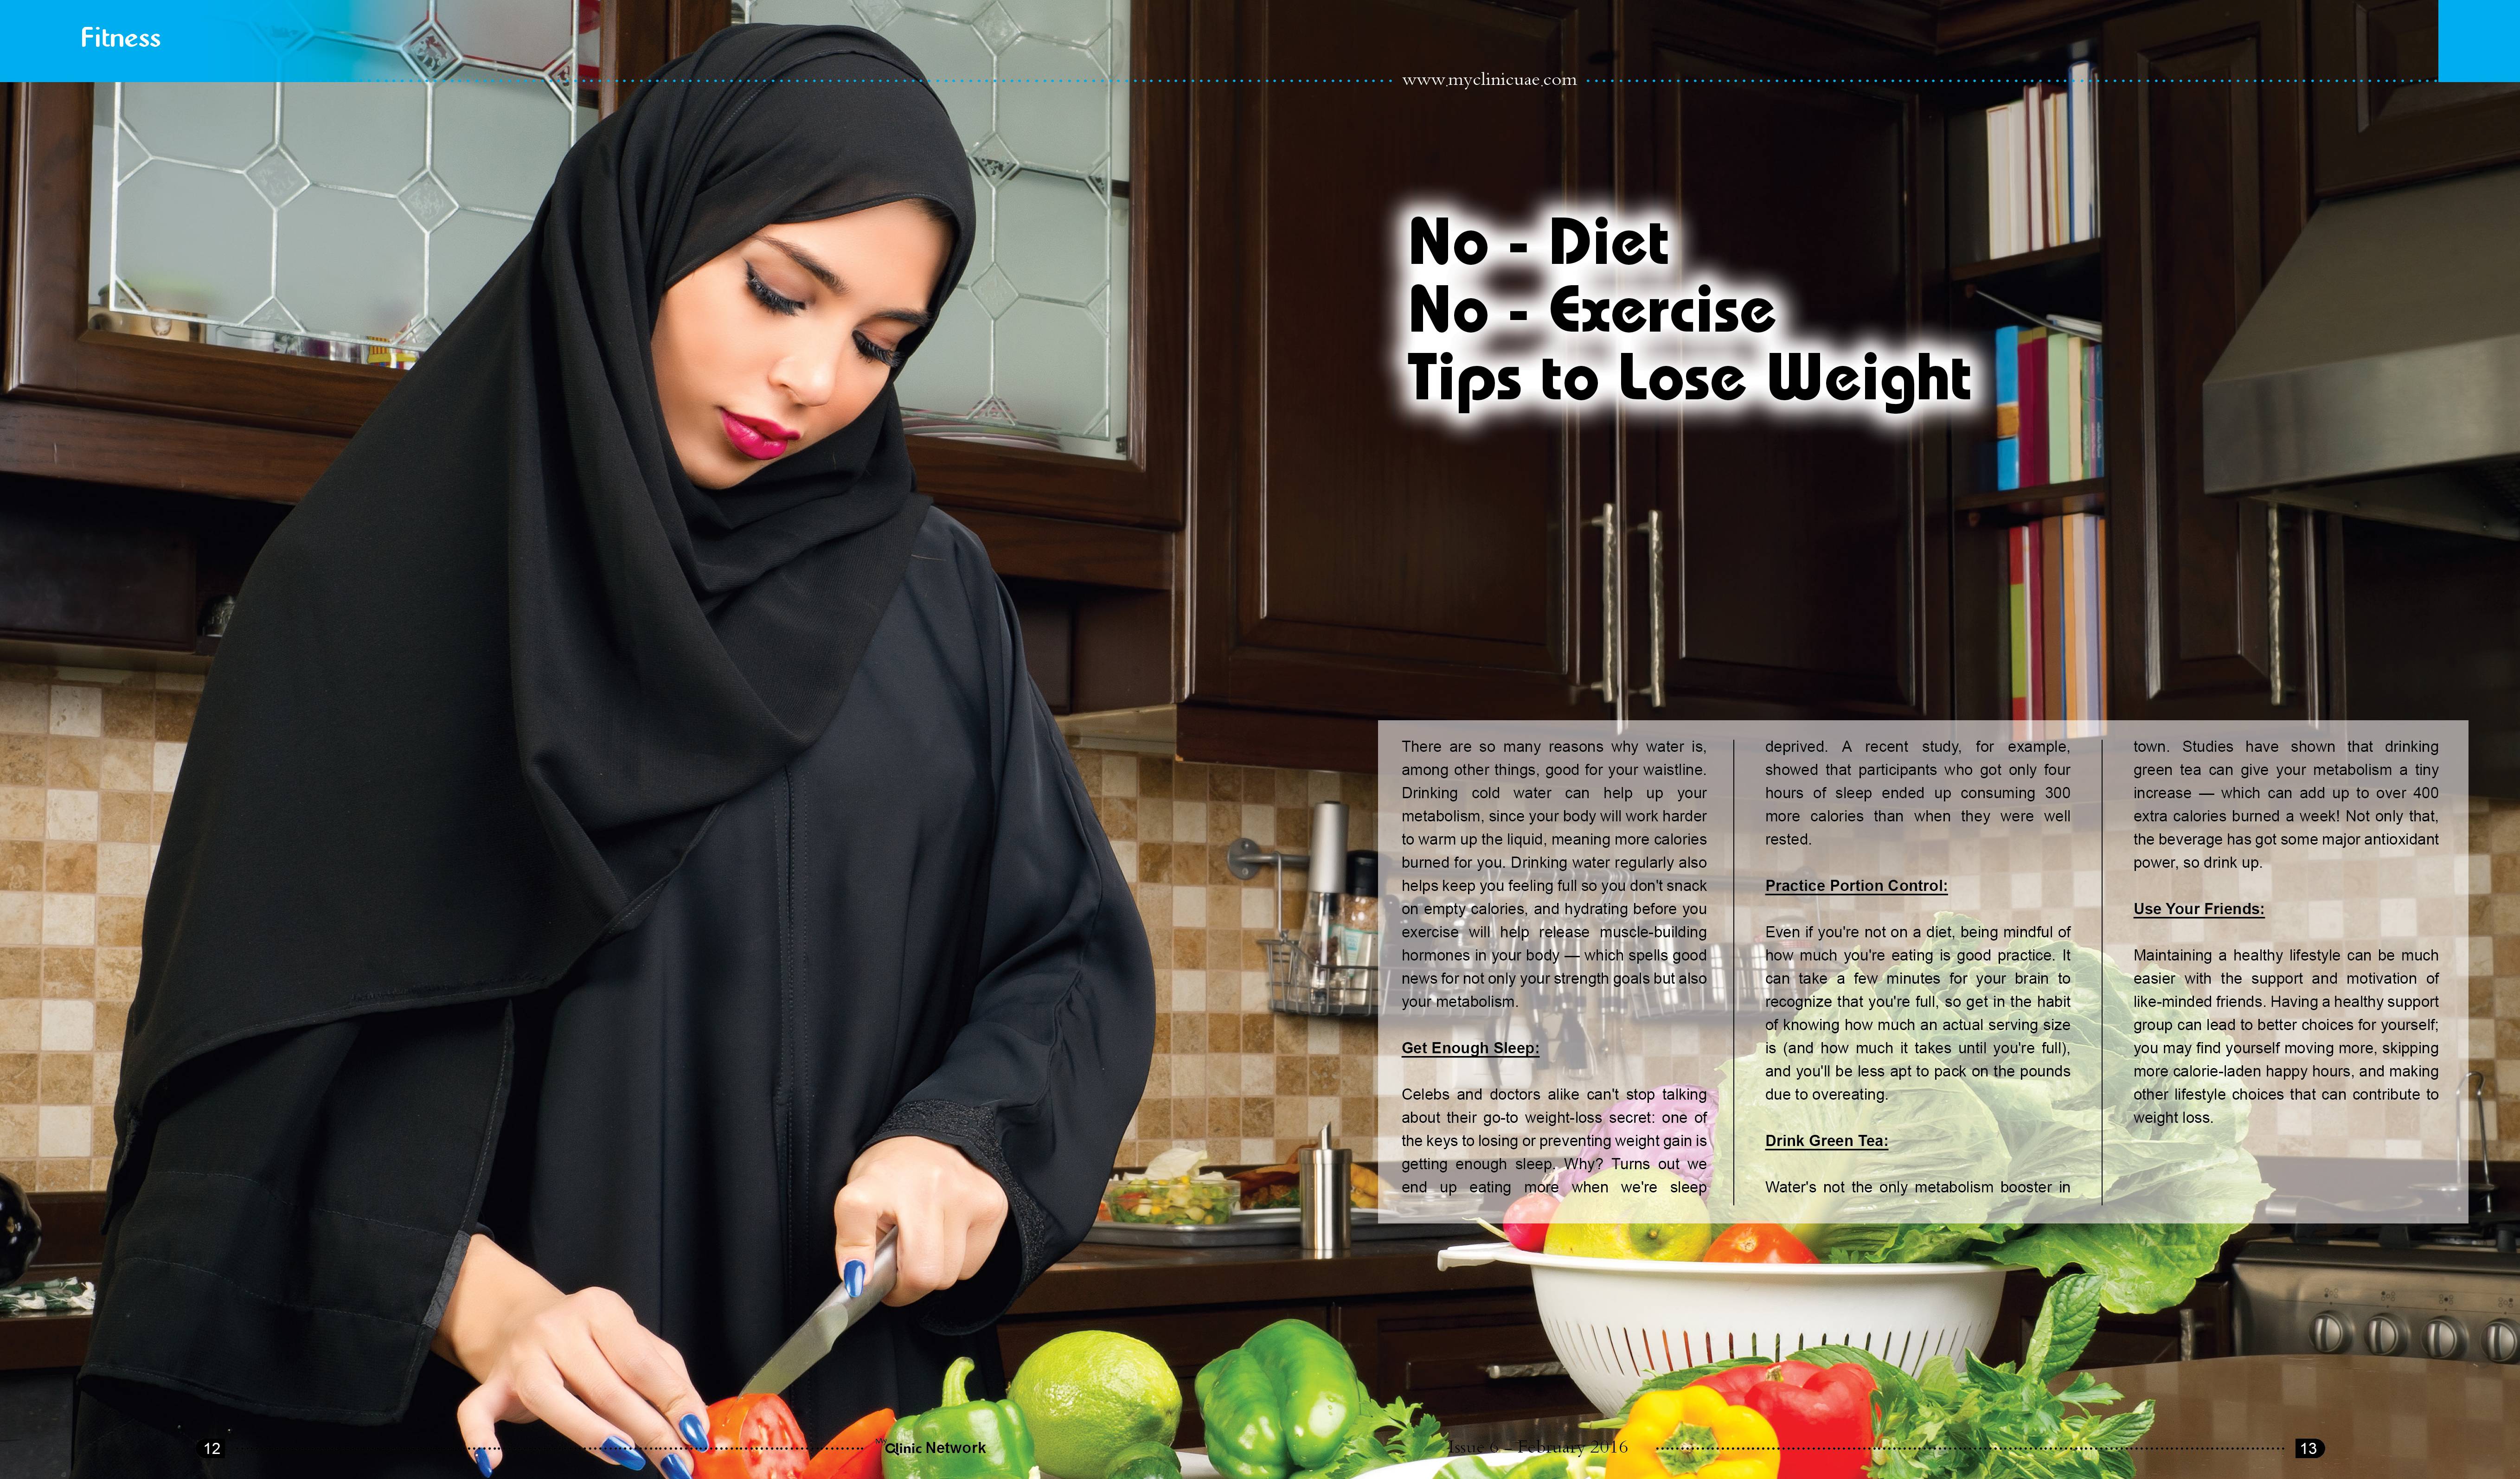 Fitness
www.myclinicuae.com
No - Diet
No - Exercise
Tips to Lose Weight
There are so many reasons why water is,
among other things, good for your waistline.
Drinking cold water can help up your
metabolism, since your body will work harder
to warm up the liquid, meaning more calories
burned for you. Drinking water regularly also
helps keep you feeling full so you don't snack
on empty calories, and hydrating before you
exercise will help release muscle-building
hormones in your body — which spells good
news for not only your strength goals but also
your metabolism.
Get Enough Sleep:
Celebs and doctors alike can't stop talking
about their go-to weight-loss secret: one of
the keys to losing or preventing weight gain is
getting enough sleep. Why? Turns out we
end up eating more when we're sleep
deprived. A recent study, for example,
showed that participants who got only four
hours of sleep ended up consuming 300
more calories than when they were well
rested.
Practice Portion Control:
Even if you're not on a diet, being mindful of
how much you're eating is good practice. It
can take a few minutes for your brain to
recognize that you're full, so get in the habit
of knowing how much an actual serving size
is (and how much it takes until you're full),
and you'll be less apt to pack on the pounds
due to overeating.
Drink Green Tea:
Water's not the only metabolism booster in
town. Studies have shown that drinking
green tea can give your metabolism a tiny
increase — which can add up to over 400
extra calories burned a week! Not only that,
the beverage has got some major antioxidant
power, so drink up.
Use Your Friends:
Maintaining a healthy lifestyle can be much
easier with the support and motivation of
like-minded friends. Having a healthy support
group can lead to better choices for yourself;
you may find yourself moving more, skipping
more calorie-laden happy hours, and making
other lifestyle choices that can contribute to
weight loss.
12
My Clinic Network
Issue 6 – February 2016
13